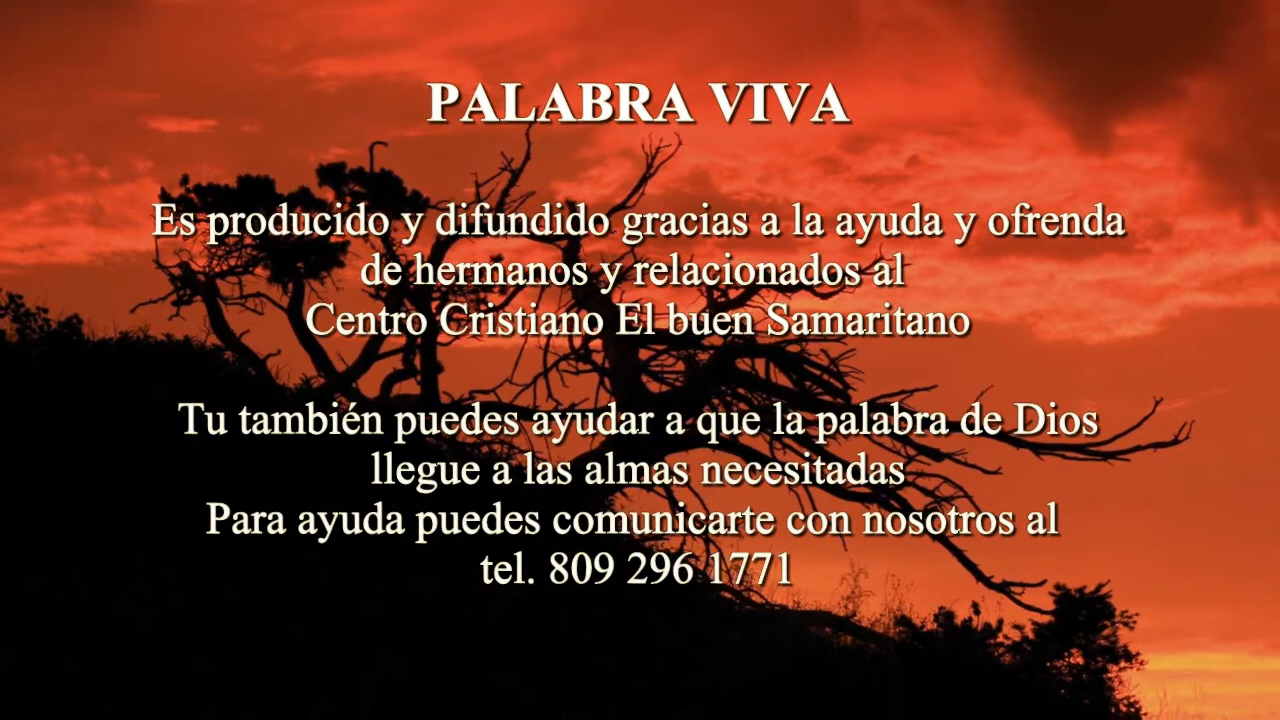 PALABRA VIVA
Es producido y difundido gracias a la ayuda y ofrenda
de hermanos y relacionados al
Centro Cristiano El buen Samaritano
Tu también puedes ayudar a que la palabra de Dios
llegue a las almas necesitadas
Para ayuda puedes comunicarte con nosotros al
tel. 809 296 1771